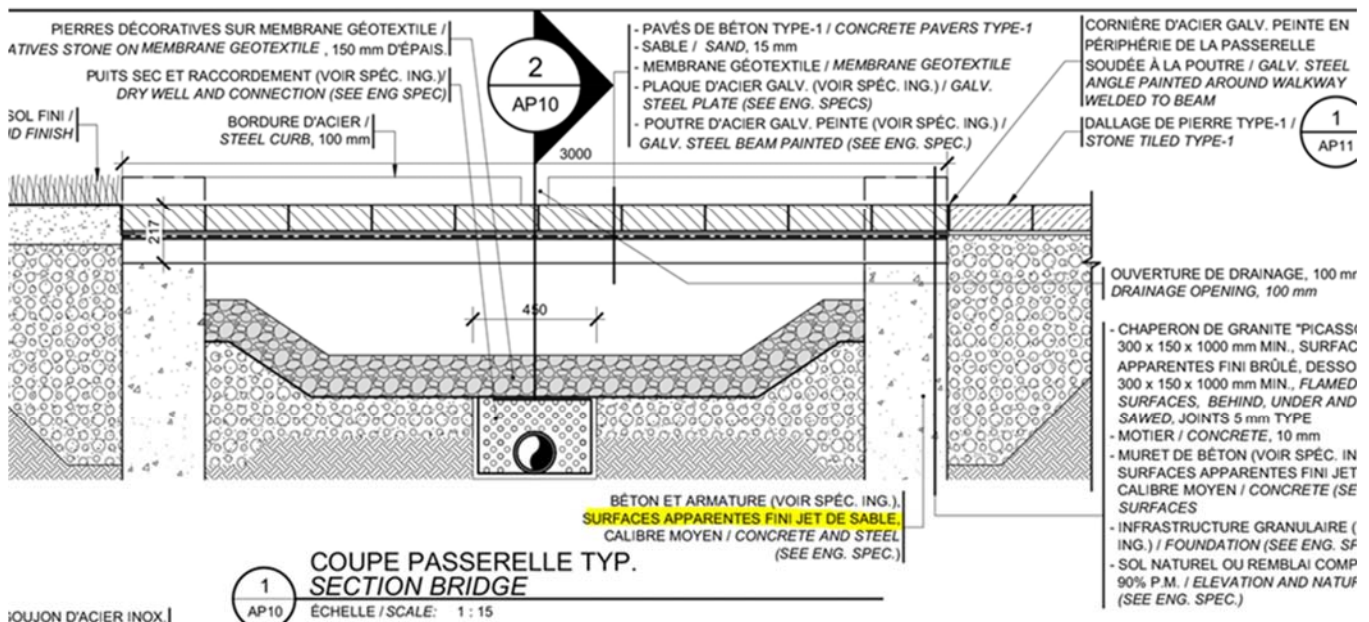 PIERRES DÉCORATIVES SUR MEMBRANE GÉOTEXTILE /
STONE ON MEMBRANE GEOTEXTILE , 150 mm D'ÉPAIS.
PUITS SEC ET RACCORDEMENT (VOIR SPÉC. ING.)/
DRY WELL AND CONNECTION (SEE ENG SPEC)
SOL FINI /
FINISH
BORDURE D'ACIER /
STEEL CURB, 100 mm
2
AP10
- PAVÉS DE BÉTON TYPE-1 / CONCRETE PAVERS TYPE-1
- SABLE / SAND, 15 mm
- MEMBRANE GÉOTEXTILE / MEMBRANE GEOTEXTILE
- PLAQUE D'ACIER GALV. (VOIR SPÉC. ING.) / GALV.
STEEL PLATE (SEE ENG. SPECS)
- POUTRE D'ACIER GALV. PEINTE (VOIR SPÉC. ING.) /
GALV. STEEL BEAM PAINTED (SEE ENG. SPEC.)
CORNIÈRE D'ACIER GALV. PEINTE EN
PÉRIPHÉRIE DE LA PASSERELLE
SOUDÉE À LA POUTRE / GALV. STEEL
ANGLE PAINTED AROUND WALKWAY
WELDED TO BEAM
DALLAGE DE PIERRE TYPE-1 /
STONE TILED TYPE-1
1
AP11
3000
217
450
OUVERTURE DE DRAINAGE, 100
DRAINAGE OPENING, 100 mm
- CHAPERON DE GRANITE "PICASSO
300 x 150 x 1000 mm MIN.,
APPARENTES FINI BRÛLÉ,
300 x 150 x 1000 mm MIN., FLAMED
SURFACES, BEHIND, UNDER AND
SAWED, JOINTS 5 mm TYPE
- MOTIER / CONCRETE, 10 mm
- MURET DE BÉTON (VOIR SPÉC.
SURFACES APPARENTES FINI JET
CALIBRE MOYEN / CONCRETE
SURFACES
- INFRASTRUCTURE GRANULAIRE (
ING.) / FOUNDATION (SEE ENG.
- SOL NATUREL OU REMBLAI
90% P.M. / ELEVATION AND
(SEE ENG. SPEC.)
BÉTON ET ARMATURE (VOIR SPÉC. ING.),
SURFACES APPARENTES FINI JET DE SABLE,
CALIBRE MOYEN / CONCRETE AND STEEL
(SEE ENG. SPEC.)
1
AP10
COUPE PASSERELLE TYP.
SECTION BRIDGE
ÉCHELLE / SCALE: 1 : 15
GOUJON D'ACIER INOX.